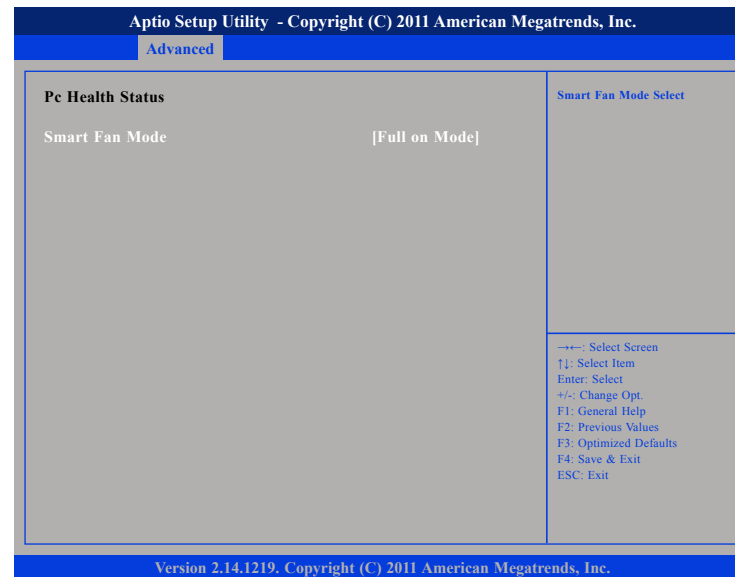 Aptio Setup Utility - Copyright (C) 2011 American Megatrends, Inc.
Advanced
Pc Health Status
Smart Fan Mode [Full on Mode]
Smart Fan Mode Select
→←: Select Screen
↑↓: Select Item
Enter: Select
+/-: Change Opt.
F1: General Help
F2: Previous Values
F3: Optimized Defaults
F4: Save & Exit
ESC: Exit
Version 2.14.1219. Copyright (C) 2011 American Megatrends, Inc.